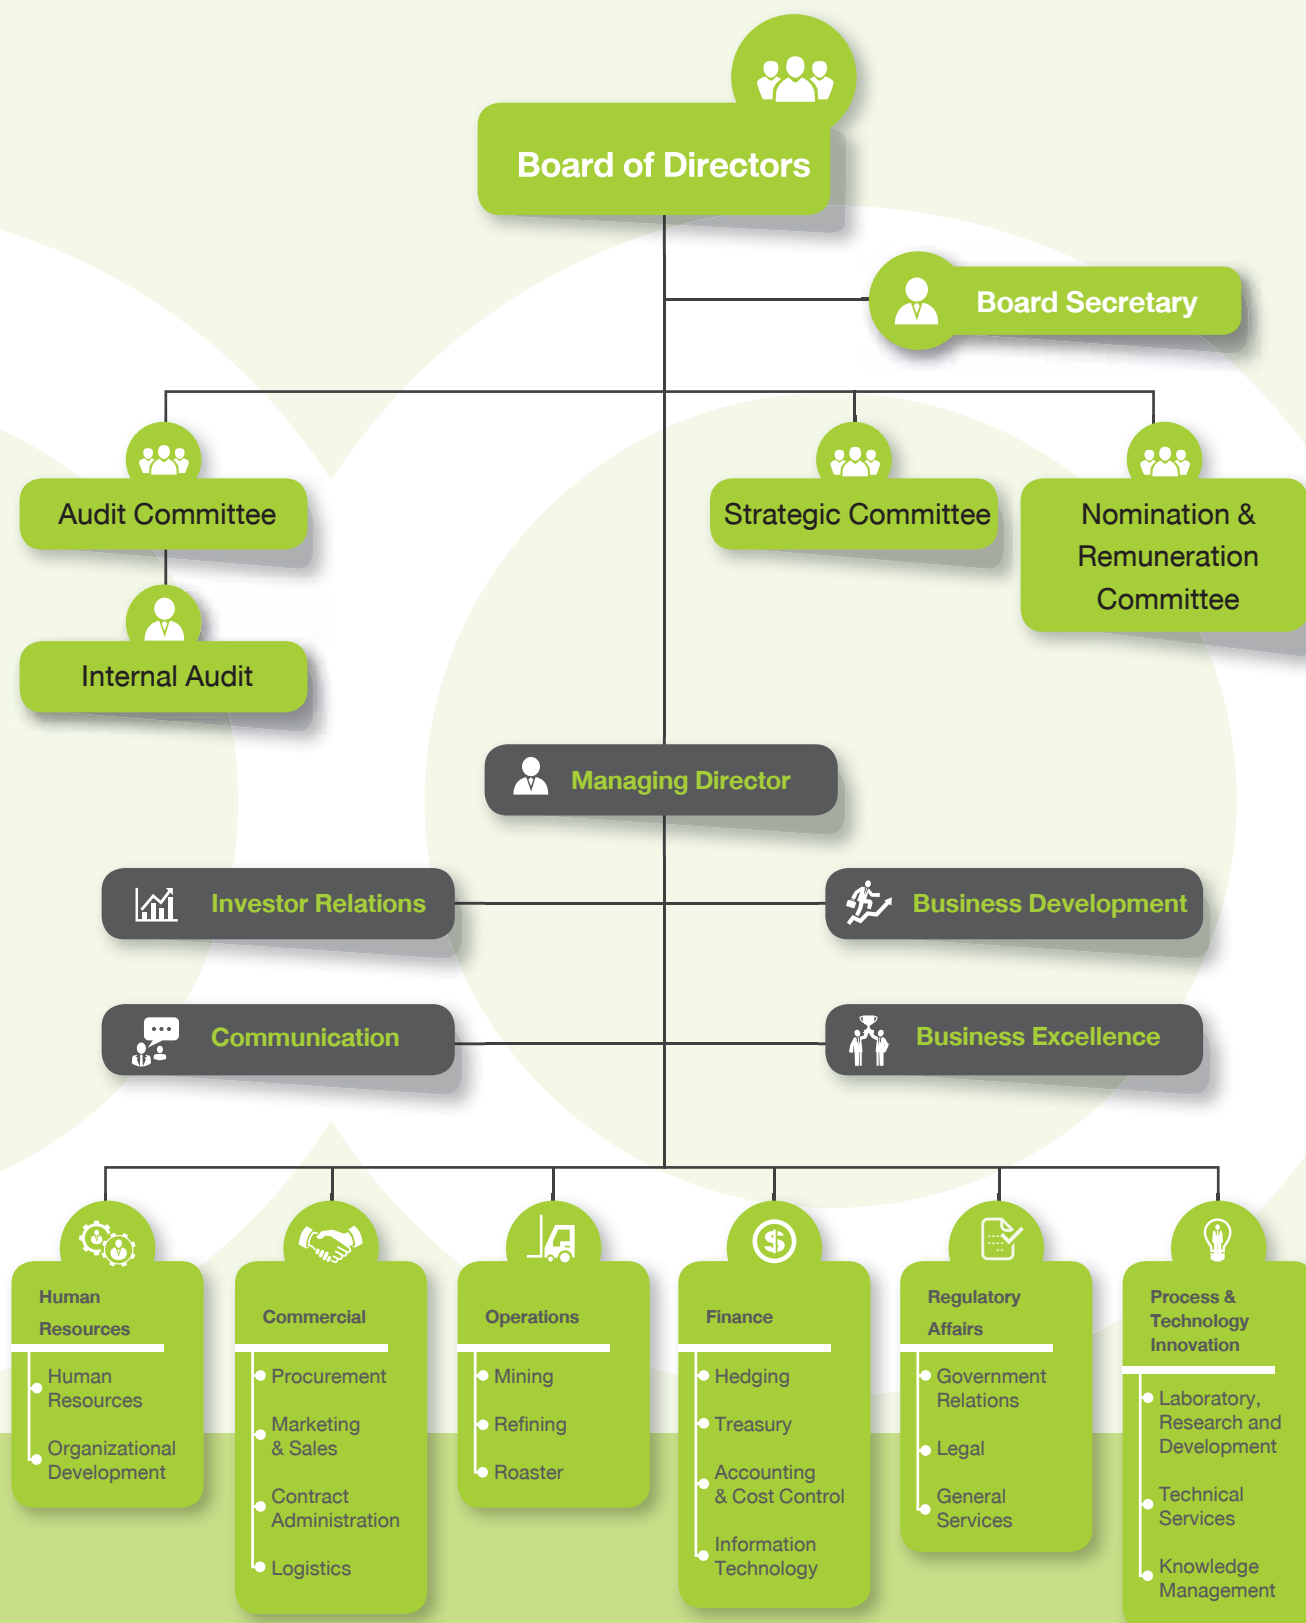 Board of Directors
Board Secretary
Audit Committee
Strategic Committee
Nomination &
Remuneration
Committee
Internal Audit
Managing Director
Investor Relations
Business Development
Communication
Business Excellence
Human
Resources
Human
Resources
Organizational
Development
Commercial
Procurement
Marketing
& Sales
Contract
Administration
Logistics
Operations
Mining
Refining
Roaster
Finance
Hedging
Treasury
Accounting
& Cost Control
Information
Technology
Regulatory
Affairs
Government
Relations
Legal
General
Services
Process &
Technology
Innovation
Laboratory,
Research and
Development
Technical
Services
Knowledge
Management